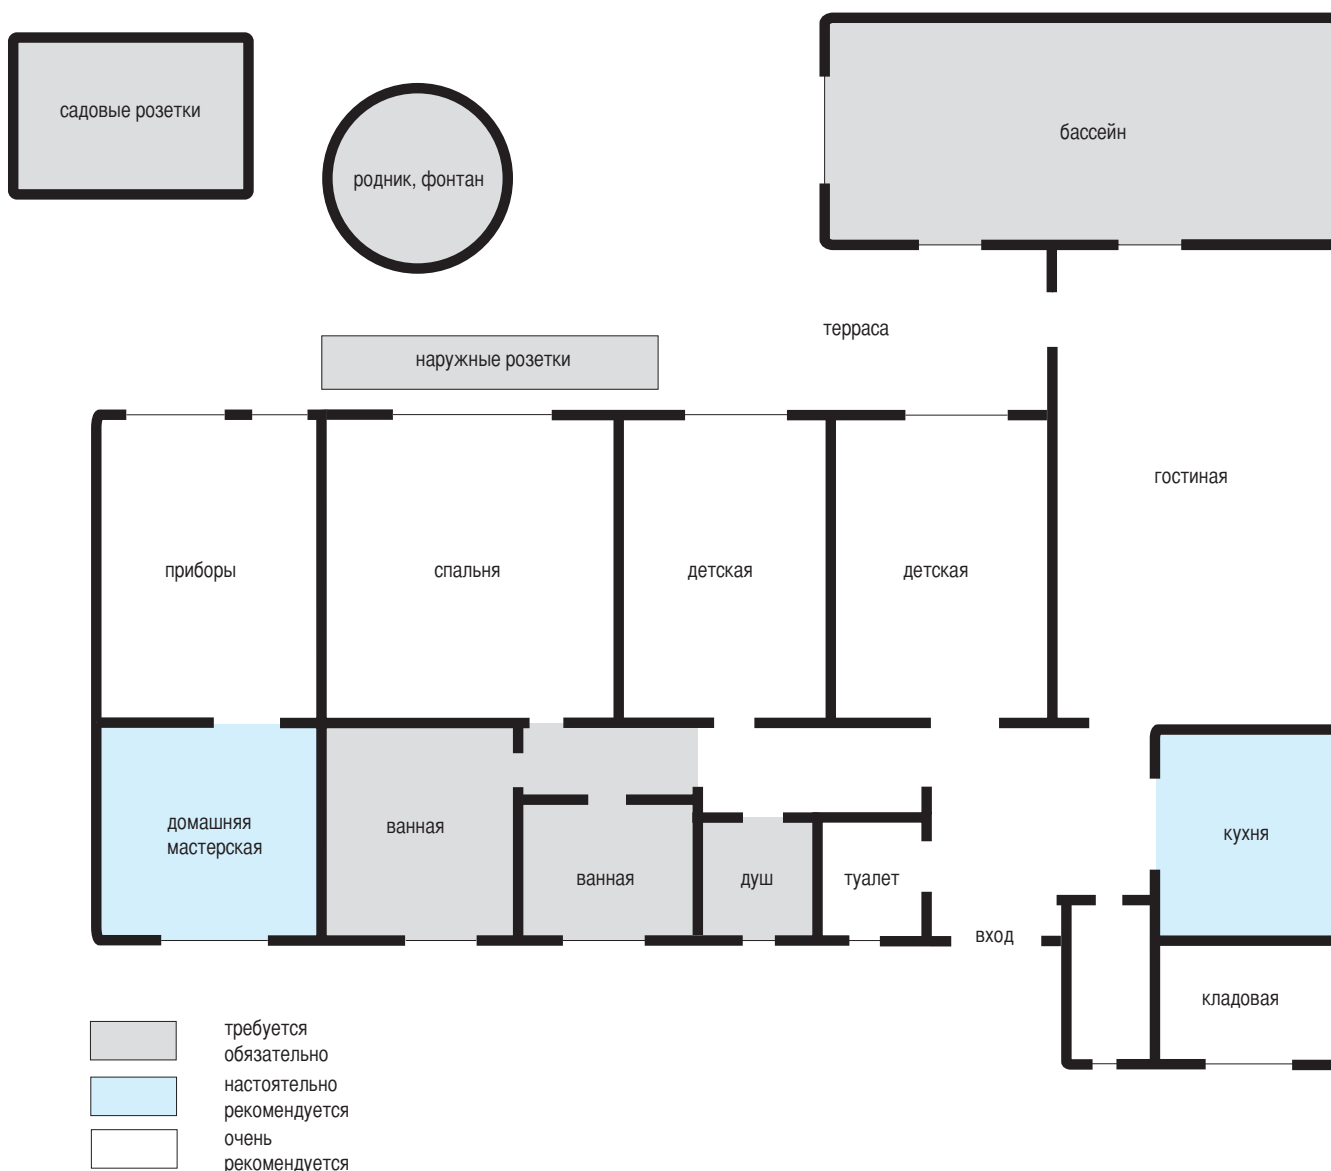 садовые розетки
родник, фонтан
бассейн
терраса
наружные розетки
гостиная
приборы
спальня
детская
детская
домашняя
мастерская
ванная
ванная
душ
туалет
кухня
вход
кладовая
требуется
обязательно
настоятельно
рекомендуется
очень
рекомендуется